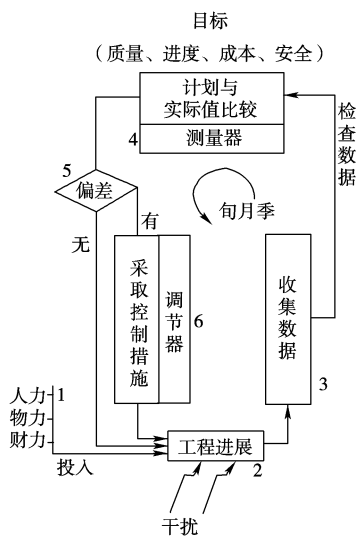 目标
（质量、进度、成本、安全）
计划与
实际值比较
4
测量器
检查数据
5
偏差
旬月季
无
有
采取控制措施
调节器
6
收集数据
3
人力
1
物力
财力
投入
工程进展
2
干扰